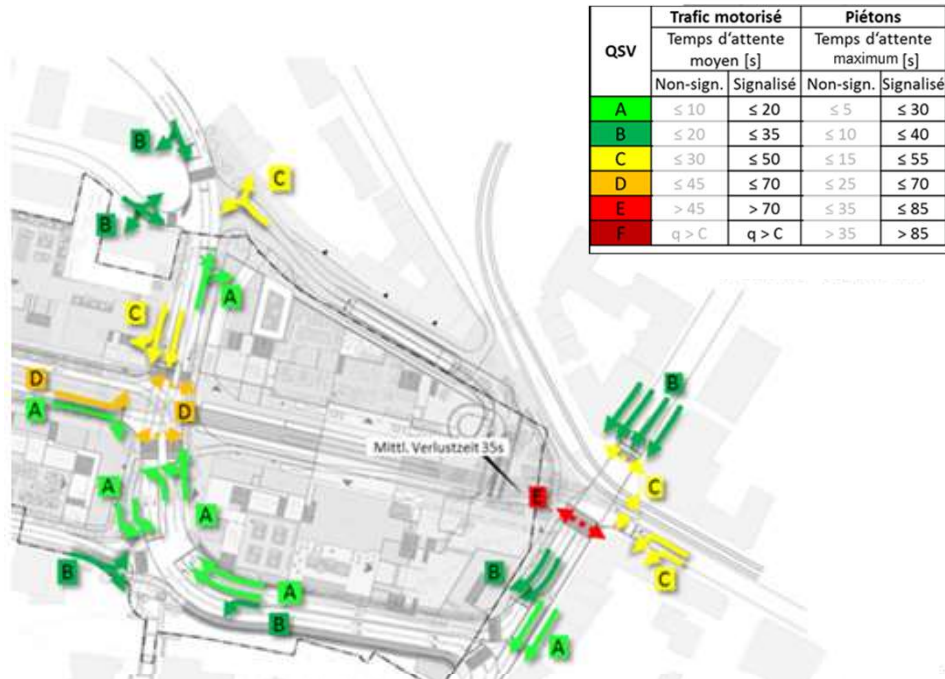 QSV Trafic motorisé Piétons
Temps d'attente moyen [s] Temps d'attente maximum [s]
Non-sign. Signalisé Non-sign. Signalisé
A ≤ 10 ≤ 20 ≤ 5 ≤ 30
B ≤ 20 ≤ 35 ≤ 10 ≤ 40
C ≤ 30 ≤ 50 ≤ 15 ≤ 55
D ≤ 45 ≤ 70 ≤ 25 ≤ 70
E > 45 > 70 ≤ 35 ≤ 85
F q > C q > C > 35 > 85
B
C
B
A
C
D
D
A
B
Mittl. Verlustzeit 35s
A
E
C
A
B
B
C
A
B
A